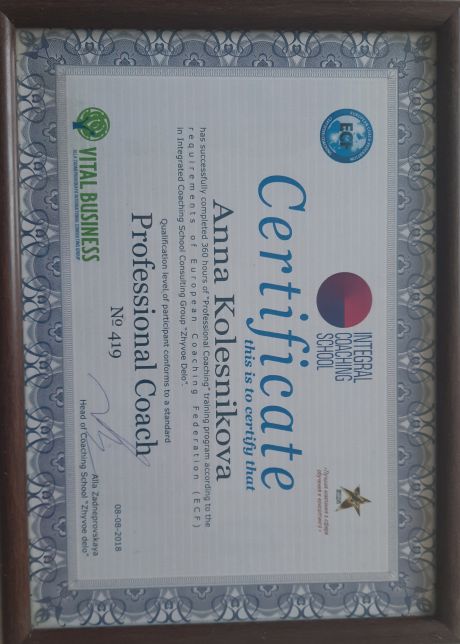 ECF
INTEGRAL
COACHING
SCHOOL
Certificate
this is to certify that
Anna Kolesnikova
has successfully completed 360 hours of "Professional Coaching" training program according to the
requirements of European Coaching Federation (ECF)
in Integrated Coaching School Consulting Group "Zhyvoe Delo".
Qualification level of participant conforms to a standard
Professional Coach
№ 419
VITAL BUSINESS
08-08-2018
Alla Zadneprovskaya
Head of Coaching School "Zhyvoe delo"